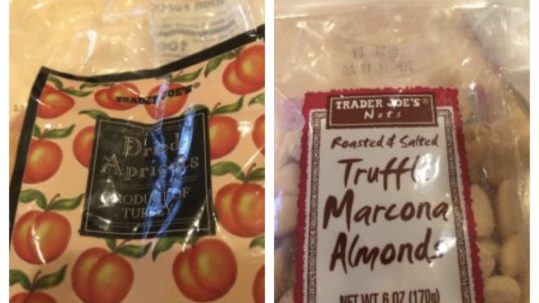 TRADER JOE'S®
Dried
Apricots
PRODUCT OF
TURKEY
TRADER JOE'S®
Nuts
Roasted & Salted
Truffle
Marcona
Almonds
NET WT. 6 OZ (170g)